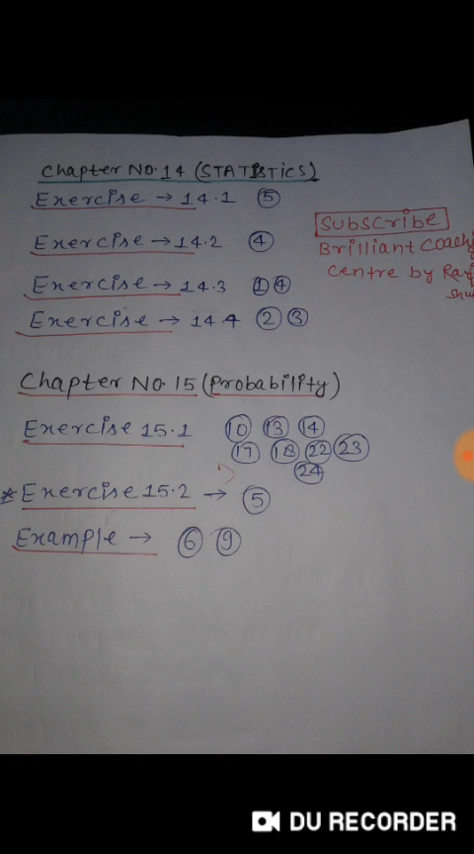 Chapter NO. 14 (STATISTICS)
Exercise → 14.1 ⑤
Exercise → 14.2 ④
Exercise → 14.3 ① ④
Exercise → 14.4 ② ③
SUBSCRIBE
Brilliant Coachi
Centre by
Chapter NO. 15 (Probability)
Exercise 15.1 ⑩ ⑬ ⑭
⑰ ⑱ ㉒ ㉓
㉔
* Exercise 15.2 → ⑤
Example → ⑥ ⑨
DU RECORDER